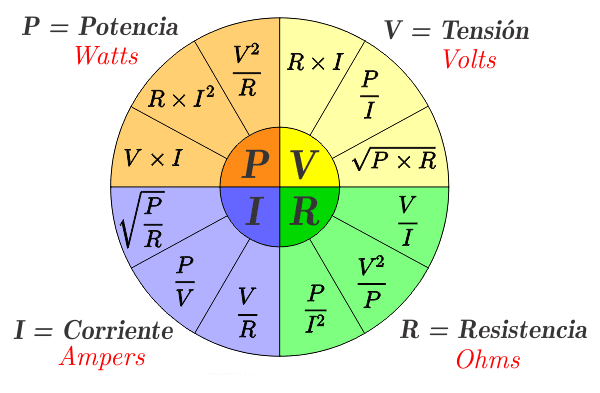 P = Potencia
Watts
V = Tensión
Volts
V²/R
R × I
R × I²
P/I
V × I
√(P × R)
P V
I R
√(P/R)
V/I
P/V
V²/P
V/R
P/I²
I = Corriente
Ampers
R = Resistencia
Ohms